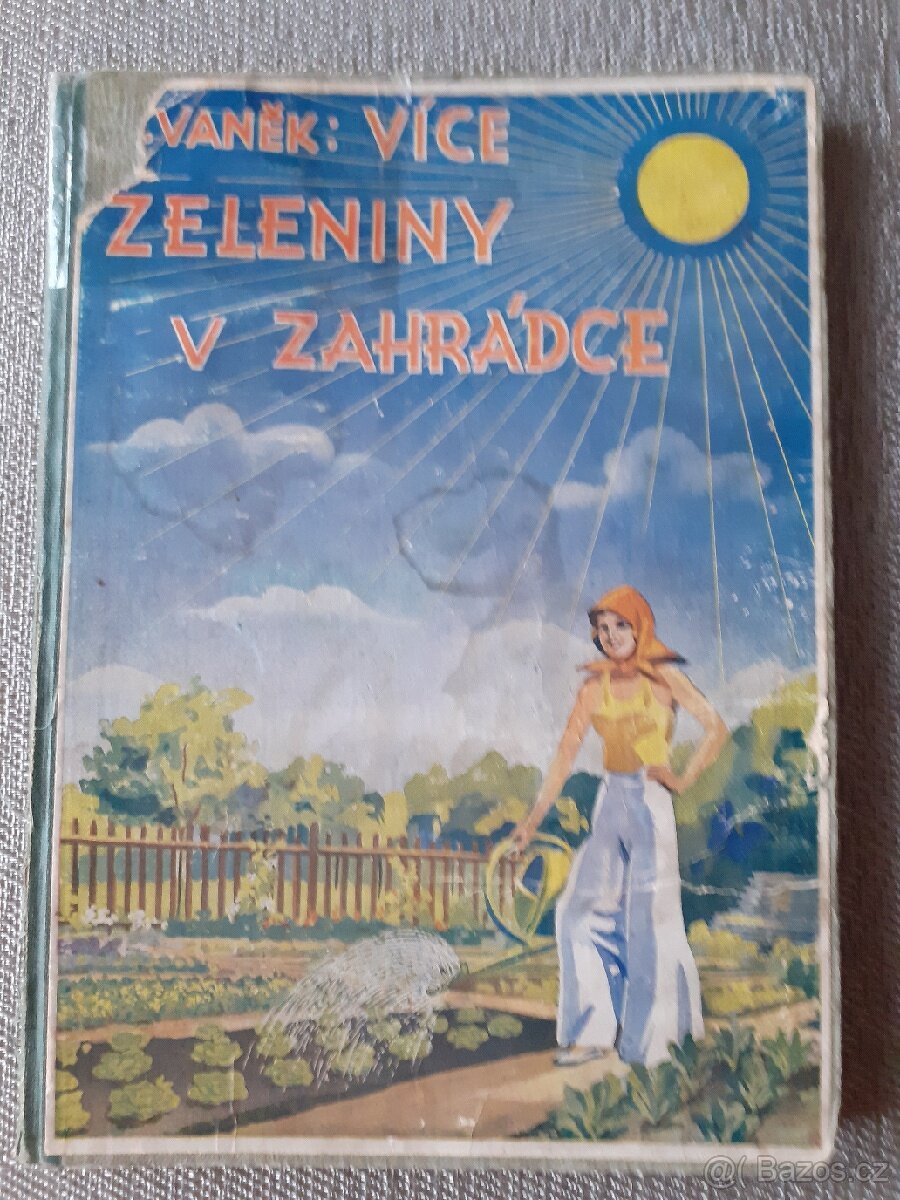 .VANĚK: VÍCE
ZELENINY
V ZAHRÁDCE
@( Bazos.cz